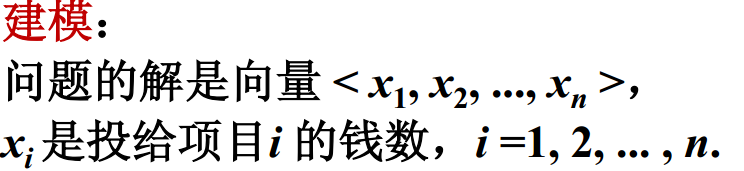 建模：
问题的解是向量 < x₁, x₂, ..., xₙ >，
xᵢ 是投给项目i 的钱数，i =1, 2, ... , n.